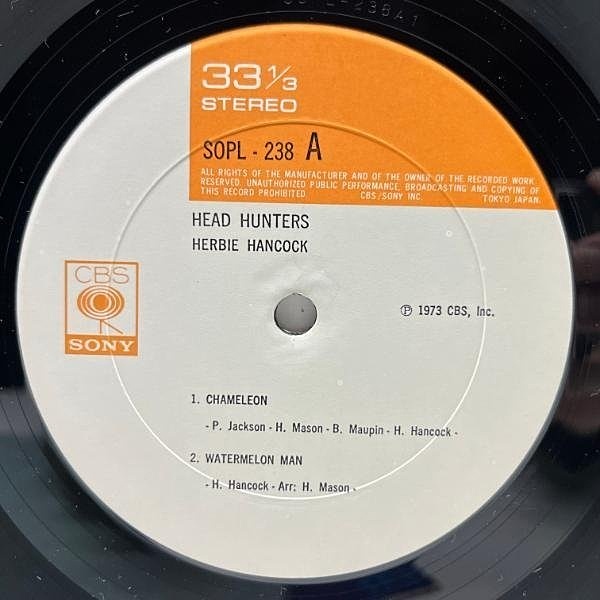 33 1/3
STEREO
SOPL - 238 A
ALL RIGHTS OF THE MANUFACTURER AND OF THE OWNER OF THE RECORDED WORK
RESERVED. UNAUTHORIZED PUBLIC PERFORMANCE, BROADCASTING AND COPYING OF
THIS RECORD PROHIBITED. CBS/SONY INC. TOKYO JAPAN.
HEAD HUNTERS
HERBIE HANCOCK
CBS
SONY
Ⓟ 1973 CBS, Inc.
1. CHAMELEON
- P. Jackson - H. Mason - B. Maupin - H. Hancock -
2. WATERMELON MAN
- H. Hancock - Arr: H. Mason -